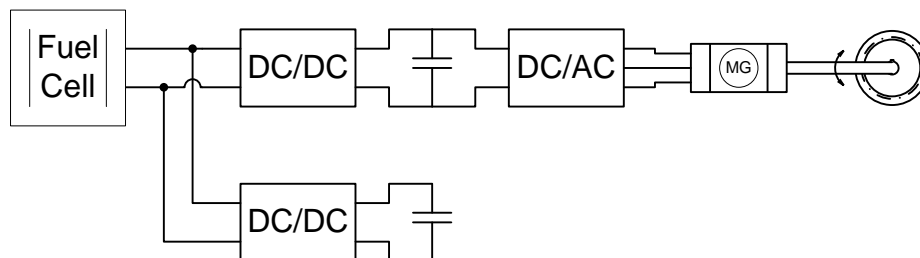 Fuel
Cell
DC/DC
DC/AC
MG
DC/DC